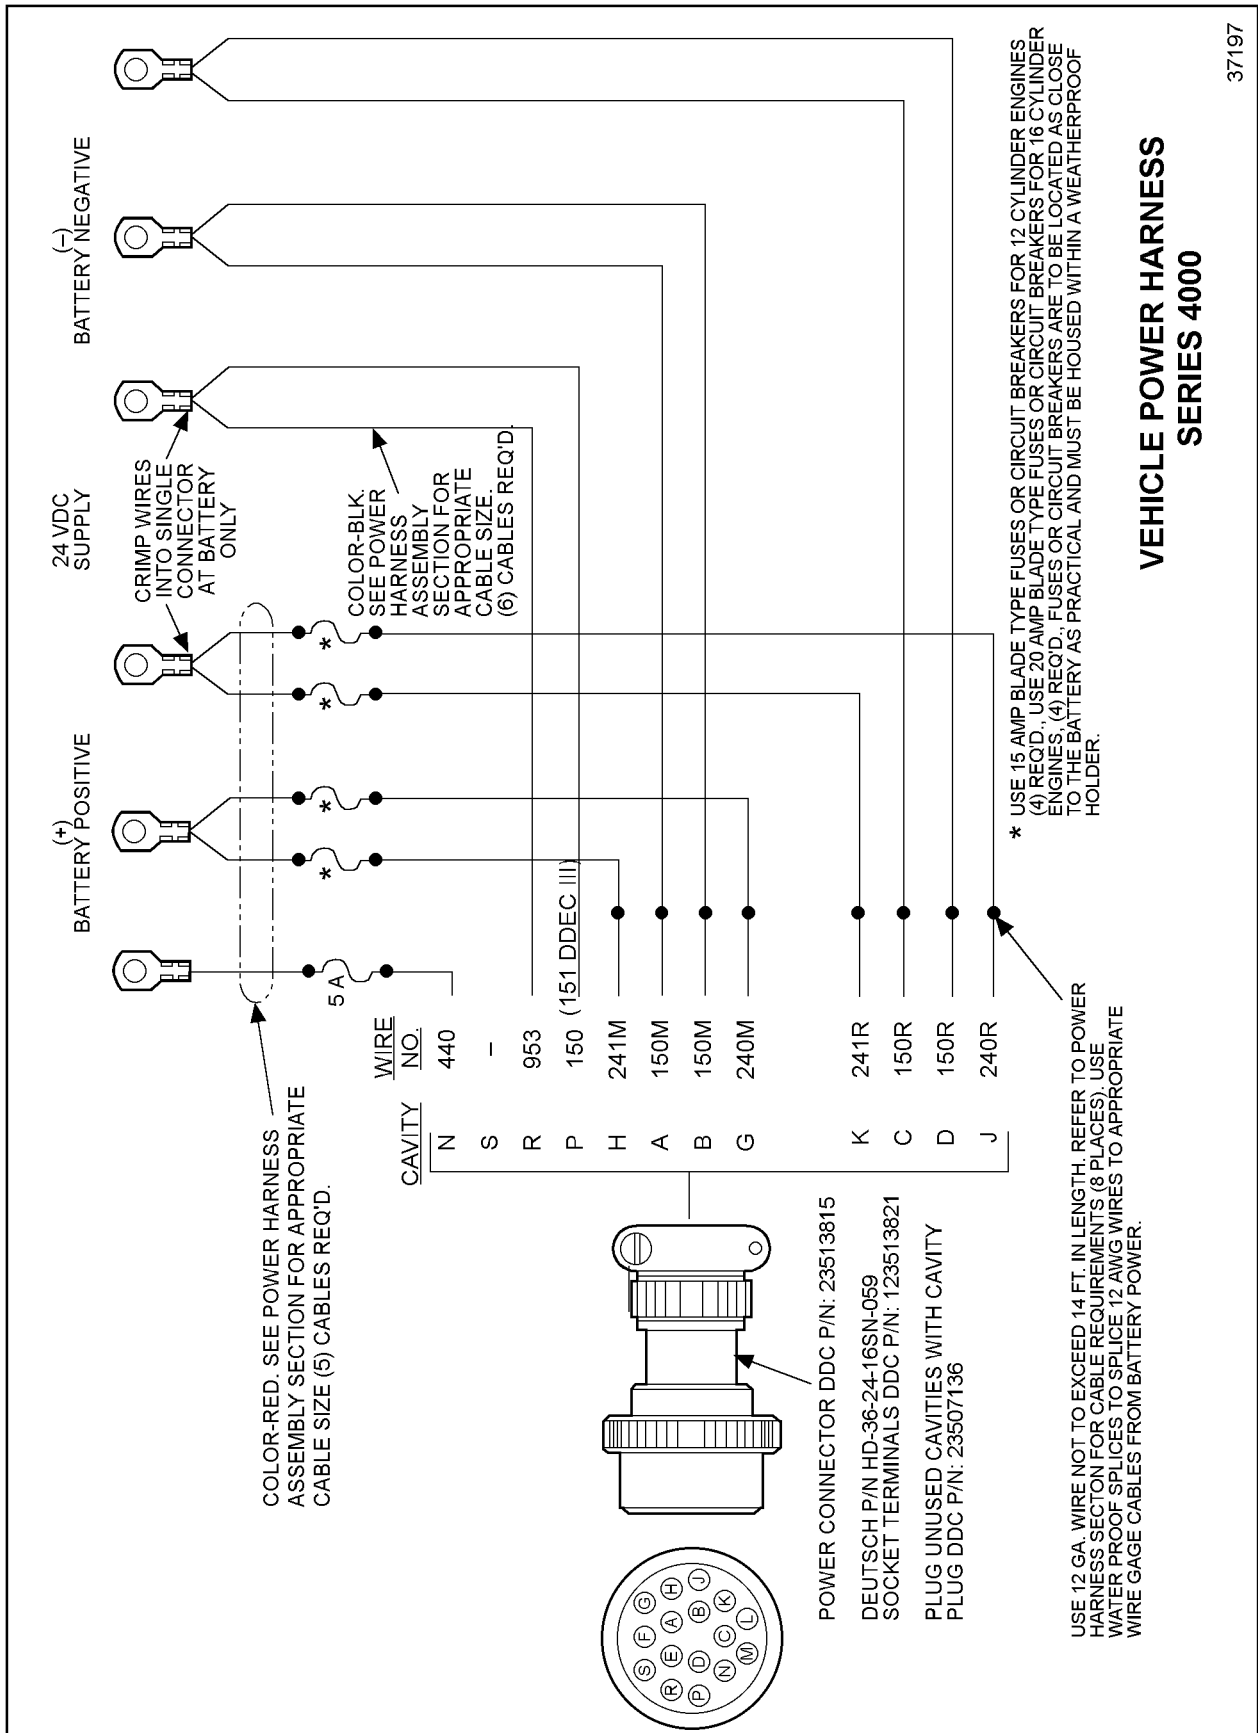 (+)
BATTERY POSITIVE
24 VDC
SUPPLY
(–)
BATTERY NEGATIVE
CRIMP WIRES
INTO SINGLE
CONNECTOR
AT BATTERY
ONLY
COLOR-RED. SEE POWER HARNESS
ASSEMBLY SECTION FOR APPROPRIATE
CABLE SIZE (5) CABLES REQ'D.
5 A
*
*
*
*
COLOR-BLK.
SEE POWER
HARNESS
ASSEMBLY
SECTION FOR
APPROPRIATE
CABLE SIZE.
(6) CABLES REQ'D.
CAVITY WIRE NO.
N 440
S –
R 953
P 150 (151 DDEC III)
H 241M
A 150M
B 150M
G 240M
K 241R
C 150R
D 150R
J 240R
S F G
R E A H
P D B J
N C K
M L
POWER CONNECTOR DDC P/N: 23513815
DEUTSCH P/N HD-36-24-16SN-059
SOCKET TERMINALS DDC P/N: 123513821
PLUG UNUSED CAVITIES WITH CAVITY
PLUG DDC P/N: 23507136
USE 12 GA. WIRE NOT TO EXCEED 14 FT. IN LENGTH. REFER TO POWER
HARNESS SECTON FOR CABLE REQUIREMENTS (8 PLACES). USE
WATER PROOF SPLICES TO SPLICE 12 AWG WIRES TO APPROPRIATE
WIRE GAGE CABLES FROM BATTERY POWER.
* USE 15 AMP BLADE TYPE FUSES OR CIRCUIT BREAKERS FOR 12 CYLINDER ENGINES
(4) REQ'D., USE 20 AMP BLADE TYPE FUSES OR CIRCUIT BREAKERS FOR 16 CYLINDER
ENGINES, (4) REQ'D., FUSES OR CIRCUIT BREAKERS ARE TO BE LOCATED AS CLOSE
TO THE BATTERY AS PRACTICAL AND MUST BE HOUSED WITHIN A WEATHERPROOF
HOLDER.
VEHICLE POWER HARNESS
SERIES 4000
37197